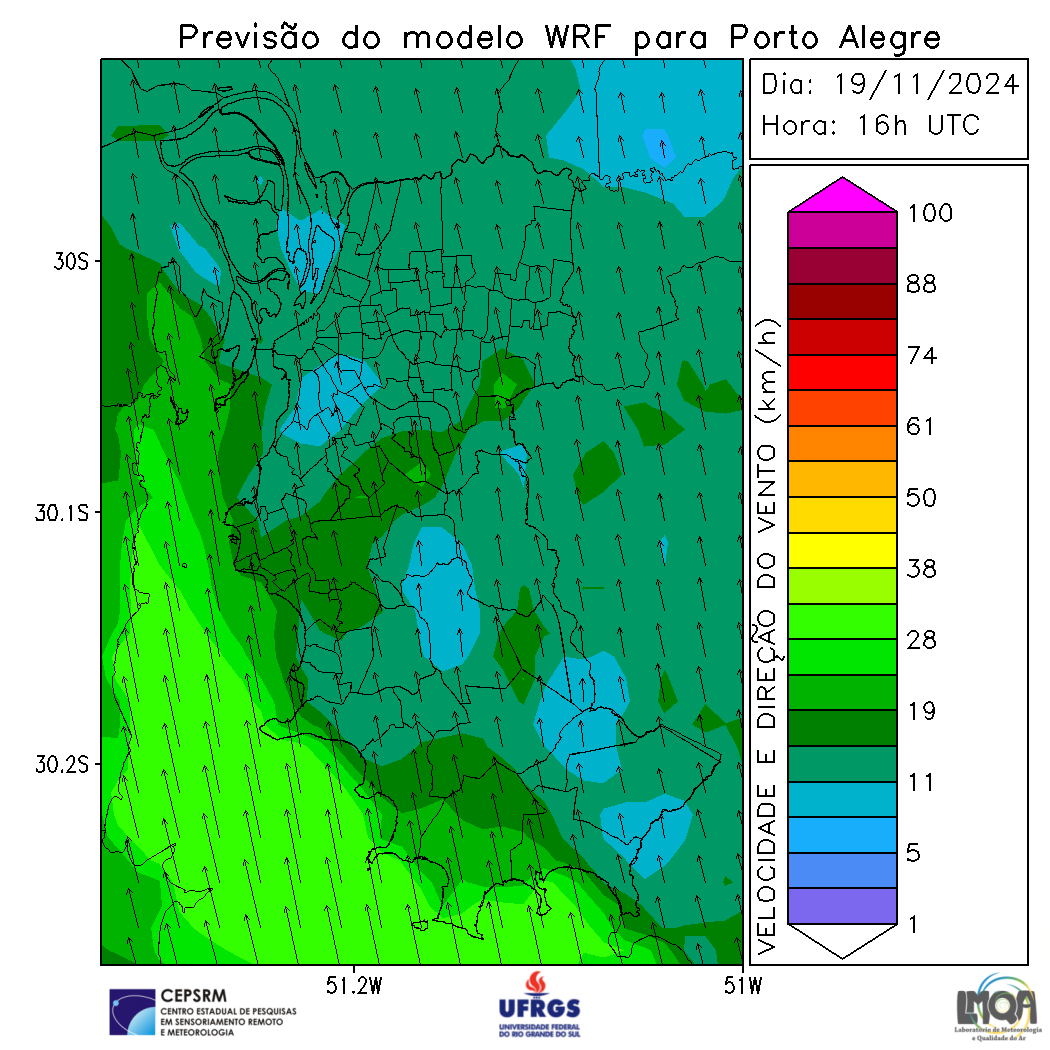 Previsão do modelo WRF para Porto Alegre
Dia: 19/11/2024
Hora: 16h UTC
30S
30.1S
30.2S
51.2W
51W
VELOCIDADE E DIREÇÃO DO VENTO (km/h)
100
88
74
61
50
38
28
19
11
5
1
CEPSRM
CENTRO ESTADUAL DE PESQUISAS
EM SENSORIAMENTO REMOTO
E METEOROLOGIA
UFRGS
UNIVERSIDADE FEDERAL
DO RIO GRANDE DO SUL
LMQA
Laboratório de Meteorologia
e Qualidade do Ar